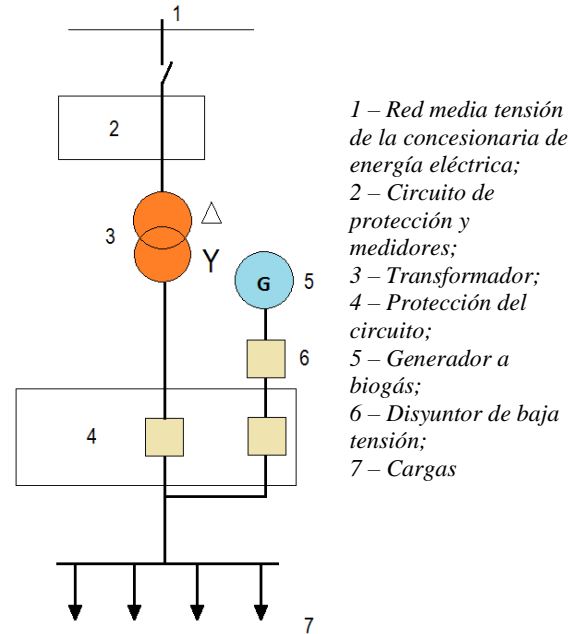 1
2
3
Y
G
5
6
4
7
1 – Red media tensión
de la concesionaria de
energía eléctrica;
2 – Circuito de
protección y
medidores;
3 – Transformador;
4 – Protección del
circuito;
5 – Generador a
biogás;
6 – Disyuntor de baja
tensión;
7 – Cargas